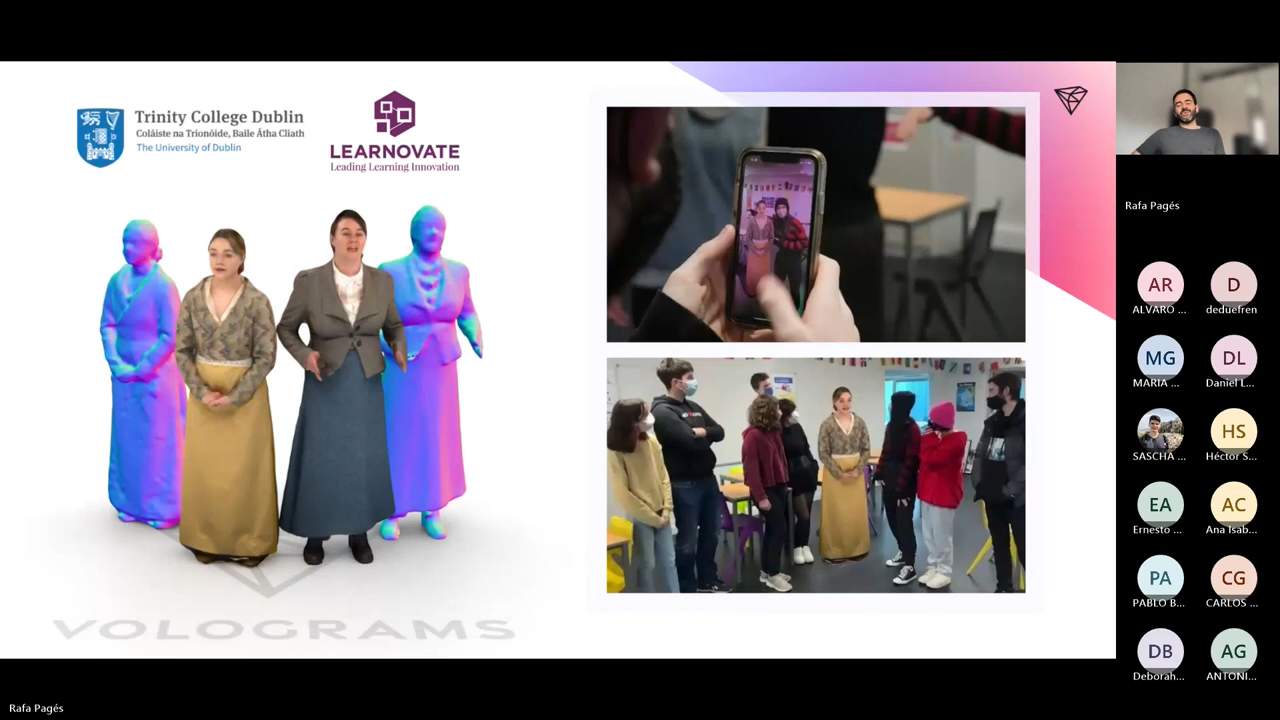 Trinity College Dublin
Coláiste na Tríonóide, Baile Átha Cliath
The University of Dublin
LEARNOVATE
Leading Learning Innovation
VOLOGRAMS
Rafa Pagés
AR
D
ALVARO ...
deduefren
MG
DL
MARIA ...
Daniel L...
HS
SASCHA ...
Héctor S...
EA
AC
Ernesto ...
Ana Isab...
PA
CG
PABLO B...
CARLOS ...
DB
AG
Deborah...
ANTONI...
Rafa Pagés